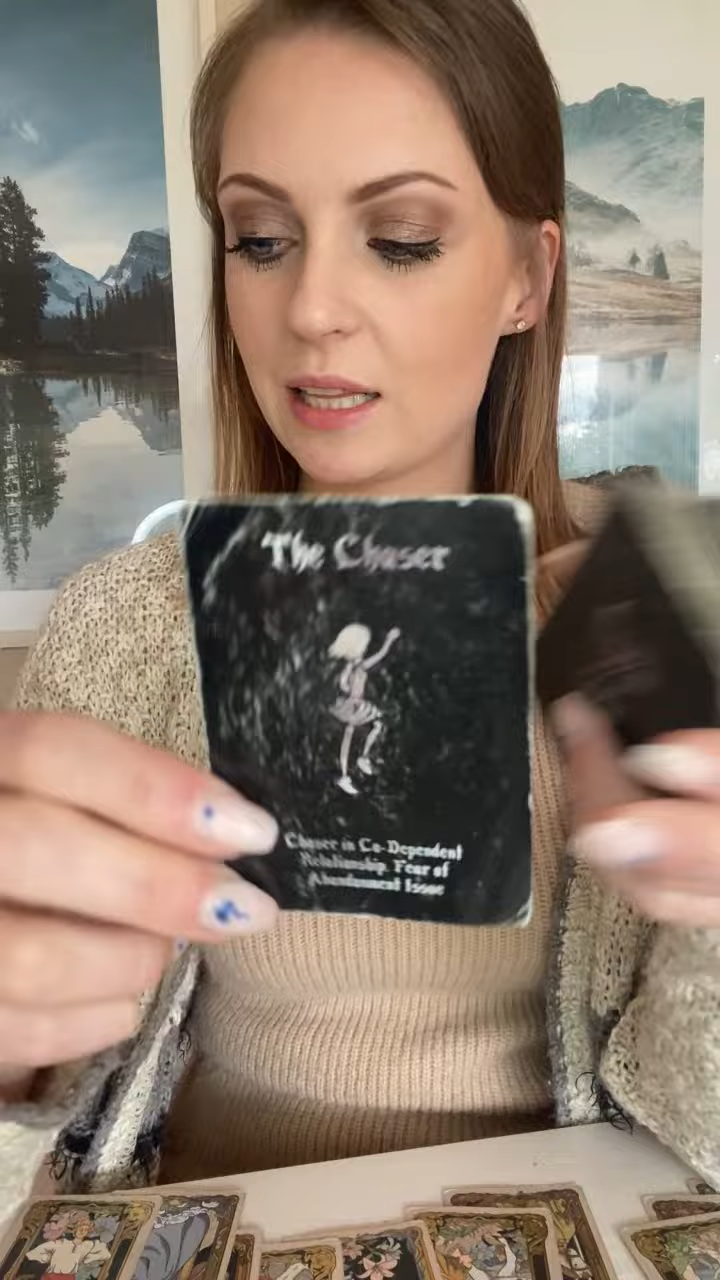 The Chaser
Chaser in Co-Dependent
Relationship. Fear of
Abandonment Issue